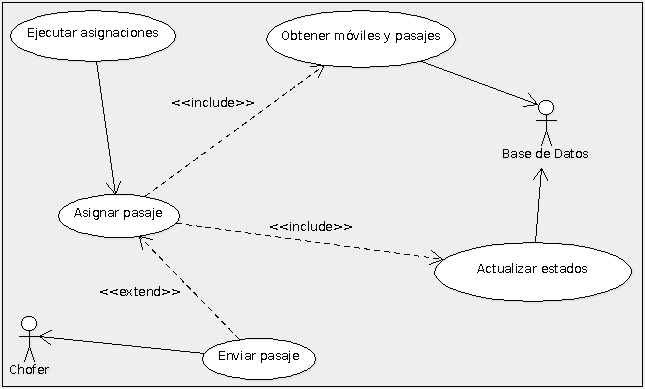 Ejecutar asignaciones
Obtener móviles y pasajes
<<include>>
Base de Datos
Asignar pasaje
<<include>>
Actualizar estados
<<extend>>
Enviar pasaje
Chofer